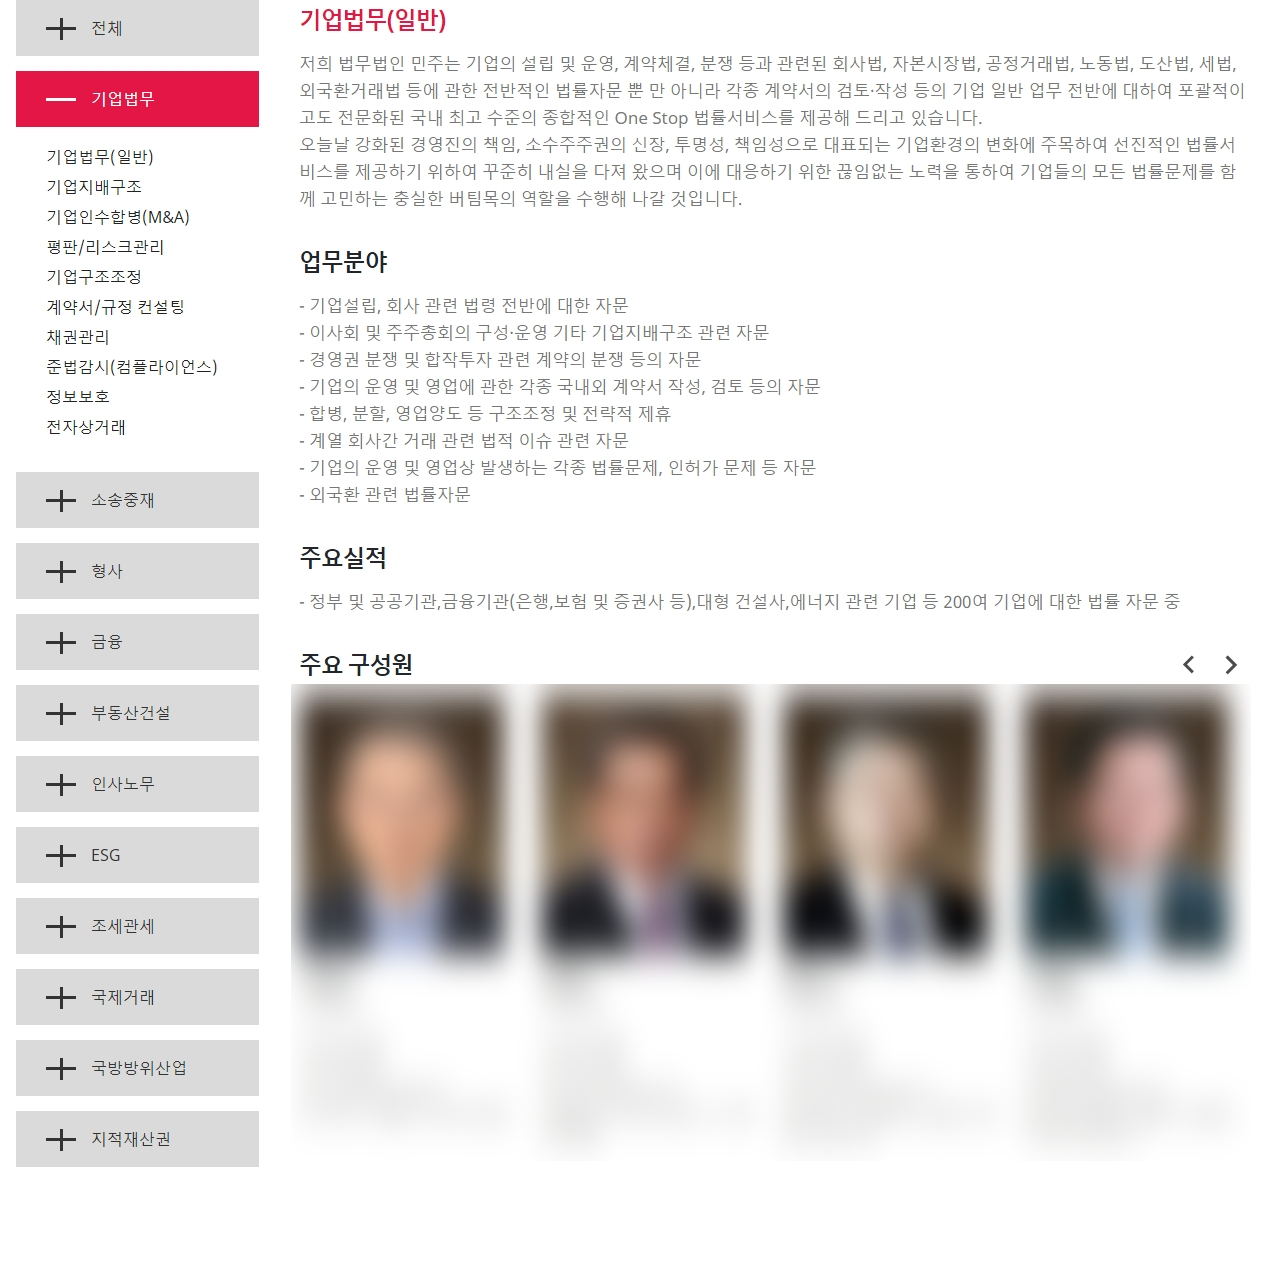 전체
기업법무
기업법무(일반)
기업지배구조
기업인수합병(M&A)
평판/리스크관리
기업구조조정
계약서/규정 컨설팅
채권관리
준법감시(컴플라이언스)
정보보호
전자상거래
소송중재
형사
금융
부동산건설
인사노무
ESG
조세관세
국제거래
국방방위산업
지적재산권
기업법무(일반)
저희 법무법인 민주는 기업의 설립 및 운영, 계약체결, 분쟁 등과 관련된 회사법, 자본시장법, 공정거래법, 노동법, 도산법, 세법,
외국환거래법 등에 관한 전반적인 법률자문 뿐 만 아니라 각종 계약서의 검토·작성 등의 기업 일반 업무 전반에 대하여 포괄적이
고도 전문화된 국내 최고 수준의 종합적인 One Stop 법률서비스를 제공해 드리고 있습니다.
오늘날 강화된 경영진의 책임, 소수주주권의 신장, 투명성, 책임성으로 대표되는 기업환경의 변화에 주목하여 선진적인 법률서
비스를 제공하기 위하여 꾸준히 내실을 다져 왔으며 이에 대응하기 위한 끊임없는 노력을 통하여 기업들의 모든 법률문제를 함
께 고민하는 충실한 버팀목의 역할을 수행해 나갈 것입니다.
업무분야
- 기업설립, 회사 관련 법령 전반에 대한 자문
- 이사회 및 주주총회의 구성·운영 기타 기업지배구조 관련 자문
- 경영권 분쟁 및 합작투자 관련 계약의 분쟁 등의 자문
- 기업의 운영 및 영업에 관한 각종 국내외 계약서 작성, 검토 등의 자문
- 합병, 분할, 영업양도 등 구조조정 및 전략적 제휴
- 계열 회사간 거래 관련 법적 이슈 관련 자문
- 기업의 운영 및 영업상 발생하는 각종 법률문제, 인허가 문제 등 자문
- 외국환 관련 법률자문
주요실적
- 정부 및 공공기관,금융기관(은행,보험 및 증권사 등),대형 건설사,에너지 관련 기업 등 200여 기업에 대한 법률 자문 중
주요 구성원